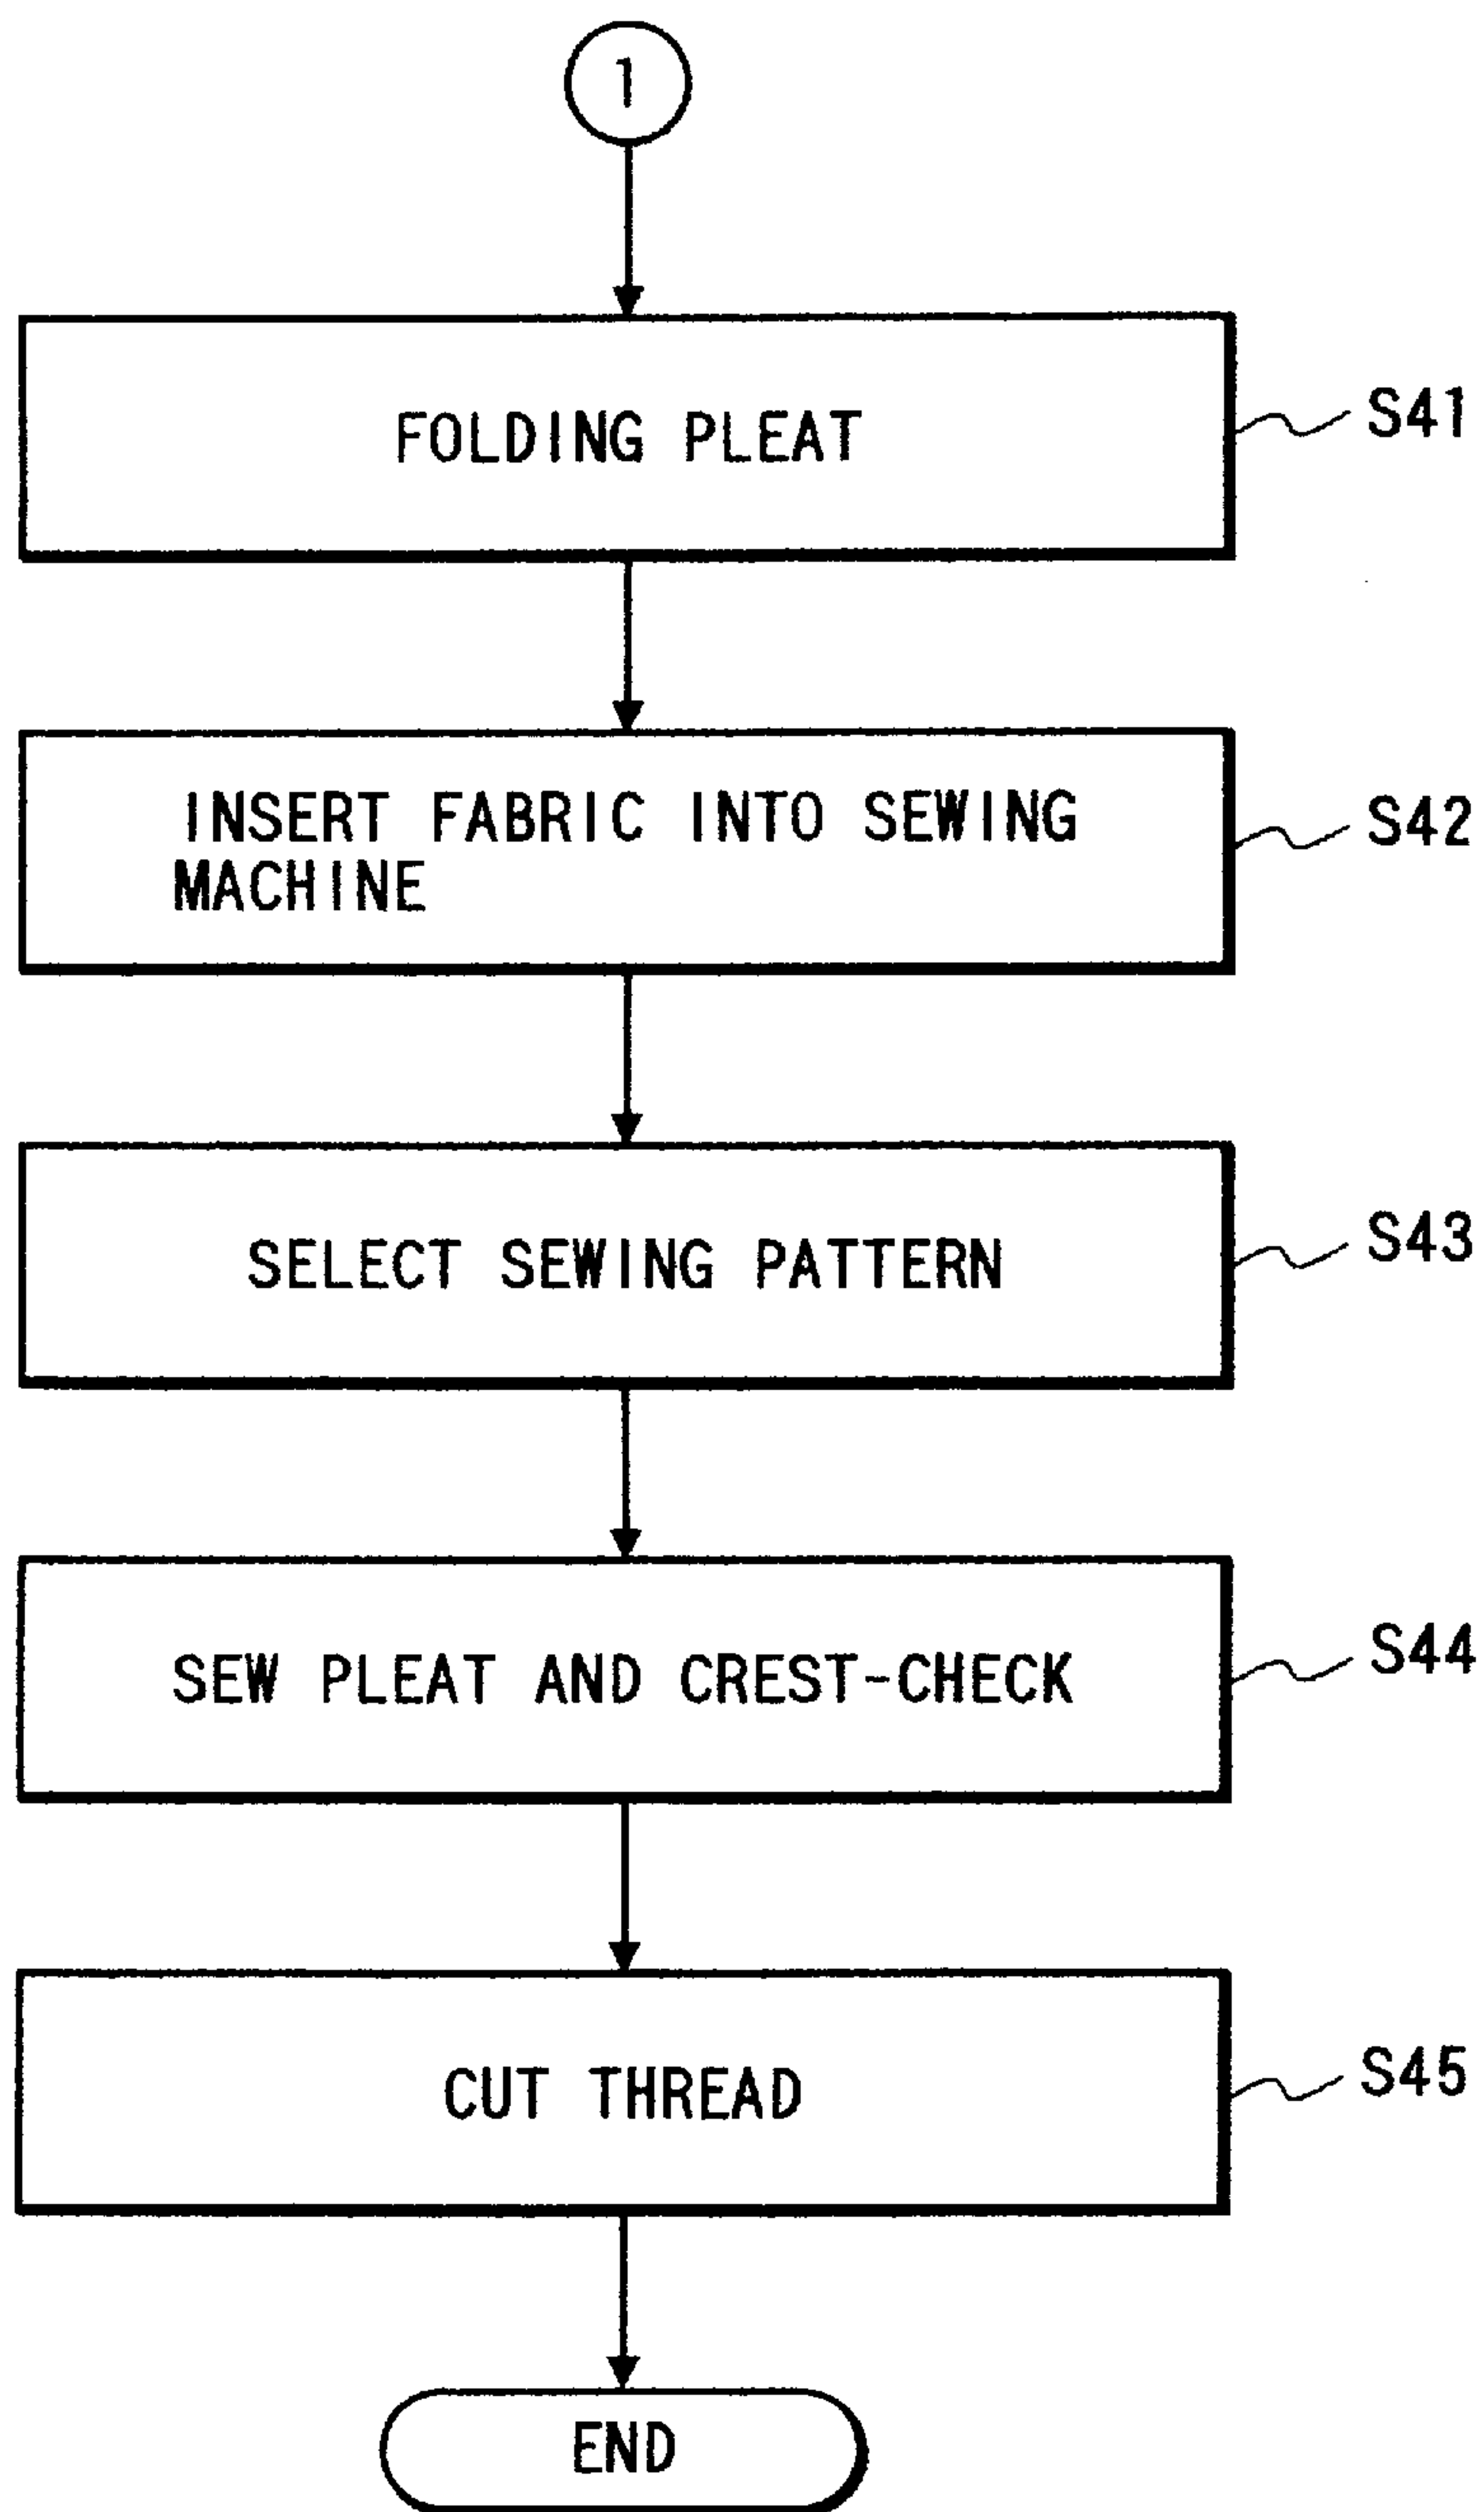 1
FOLDING PLEAT
S41
INSERT FABRIC INTO SEWING
MACHINE
S42
SELECT SEWING PATTERN
S43
SEW PLEAT AND CREST-CHECK
S44
CUT THREAD
S45
END